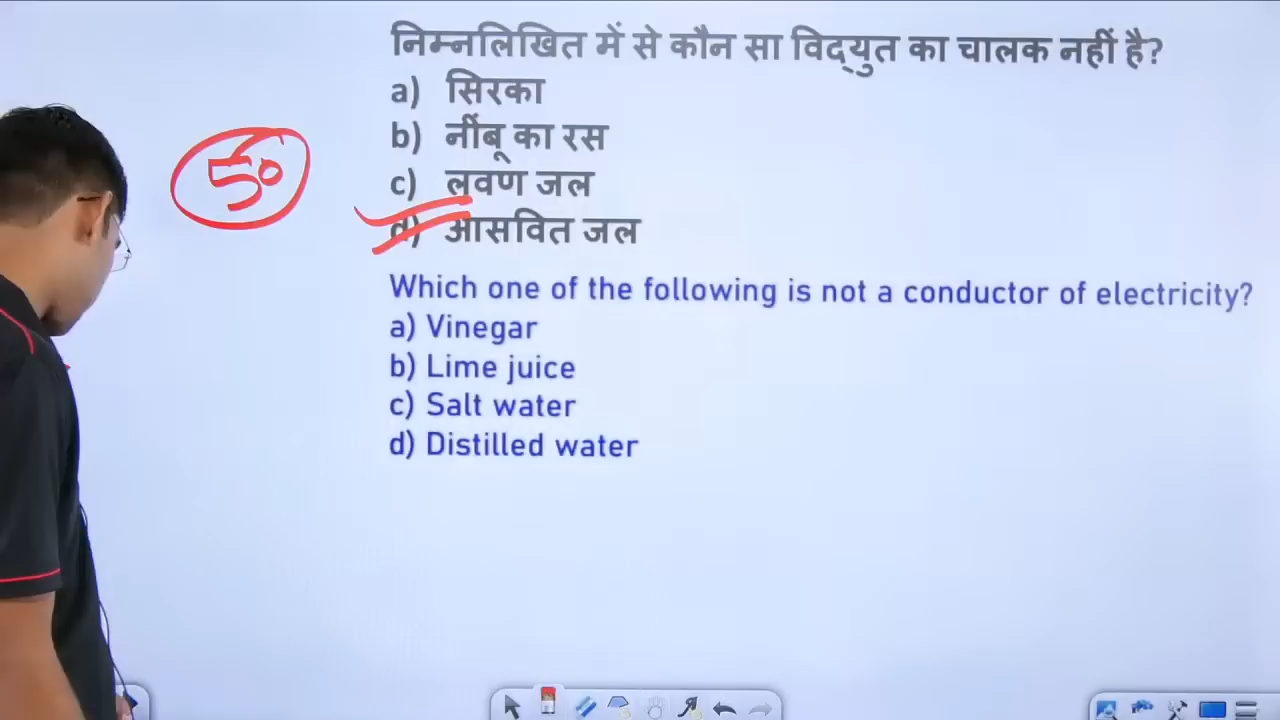 निम्नलिखित में से कौन सा विद्युत का चालक नहीं है?
a) सिरका
b) नींबू का रस
50
c) लवण जल
d) आसवित जल
Which one of the following is not a conductor of electricity?
a) Vinegar
b) Lime juice
c) Salt water
d) Distilled water